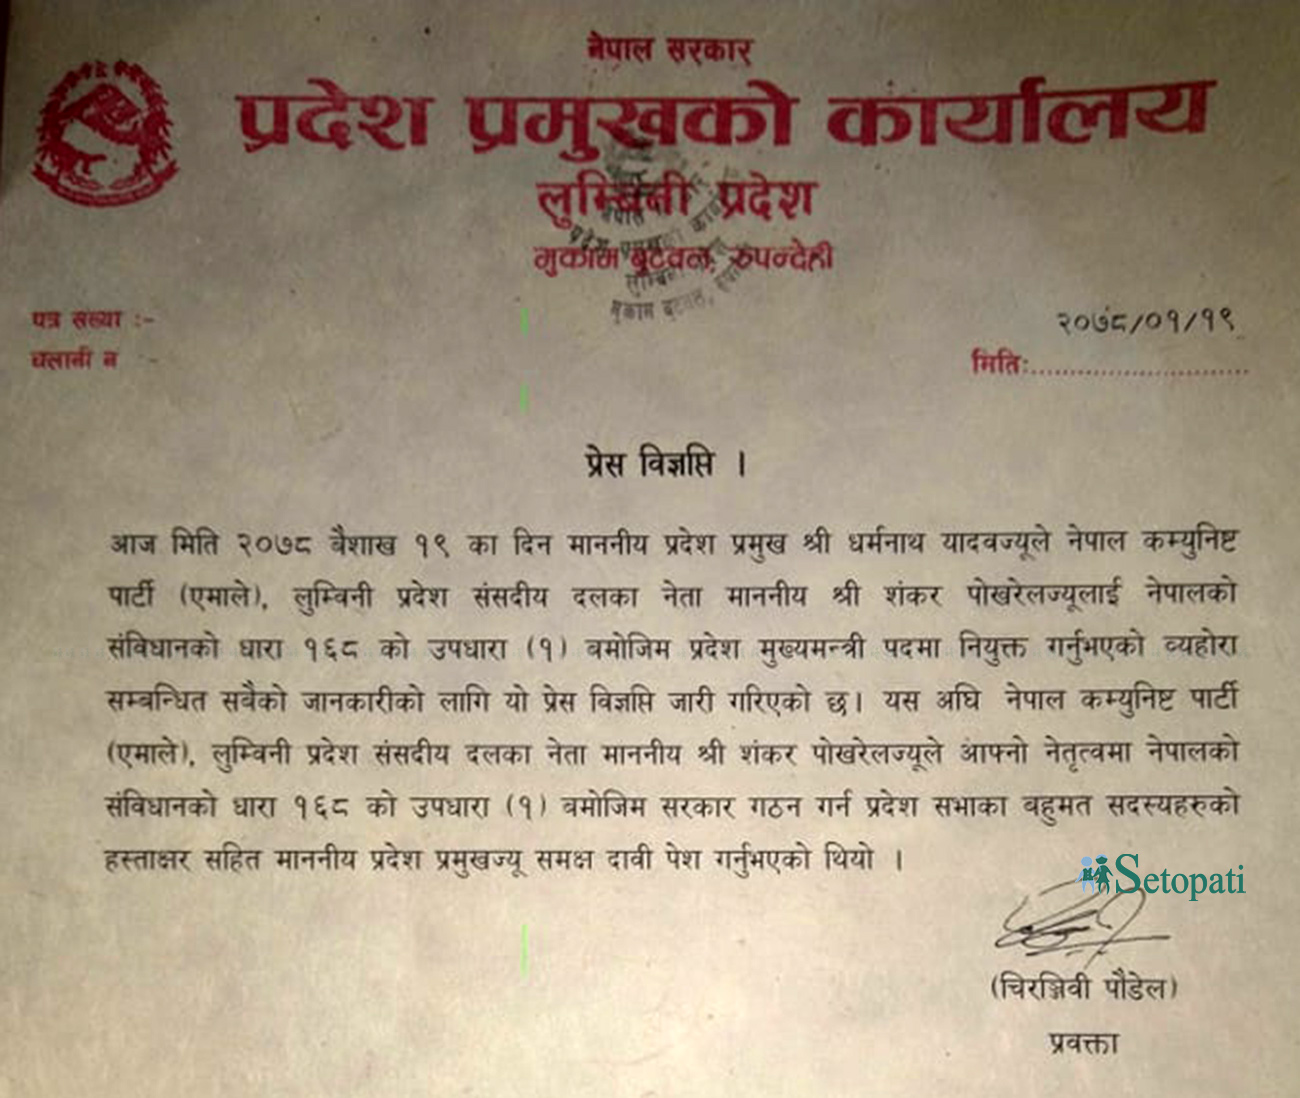 नेपाल सरकार
प्रदेश प्रमुखको कार्यालय
लुम्बिनी प्रदेश
मुकाम बुटवल, रुपन्देही
पत्र संख्या :-
चलानी नं :-
२०७८/०१/१९
मिति:............................
प्रेस विज्ञप्ति ।
आज मिति २०७८ बैशाख १९ का दिन माननीय प्रदेश प्रमुख श्री धर्मनाथ यादवज्यूले नेपाल कम्युनिष्ट
पार्टी (एमाले), लुम्विनी प्रदेश संसदीय दलका नेता माननीय श्री शंकर पोखरेलज्यूलाई नेपालको
संविधानको धारा १६८ को उपधारा (१) वमोजिम प्रदेश मुख्यमन्त्री पदमा नियुक्त गर्नुभएको व्यहोरा
सम्बन्धित सबैको जानकारीको लागि यो प्रेस विज्ञप्ति जारी गरिएको छ। यस अघि नेपाल कम्युनिष्ट पार्टी
(एमाले), लुम्विनी प्रदेश संसदीय दलका नेता माननीय श्री शंकर पोखरेलज्यूले आफ्नो नेतृत्वमा नेपालको
संविधानको धारा १६८ को उपधारा (१) वमोजिम सरकार गठन गर्न प्रदेश सभाका बहुमत सदस्यहरुको
हस्ताक्षर सहित माननीय प्रदेश प्रमुखज्यू समक्ष दावी पेश गर्नुभएको थियो ।
Setopati
(चिरञ्जिवी पौडेल)
प्रवक्ता